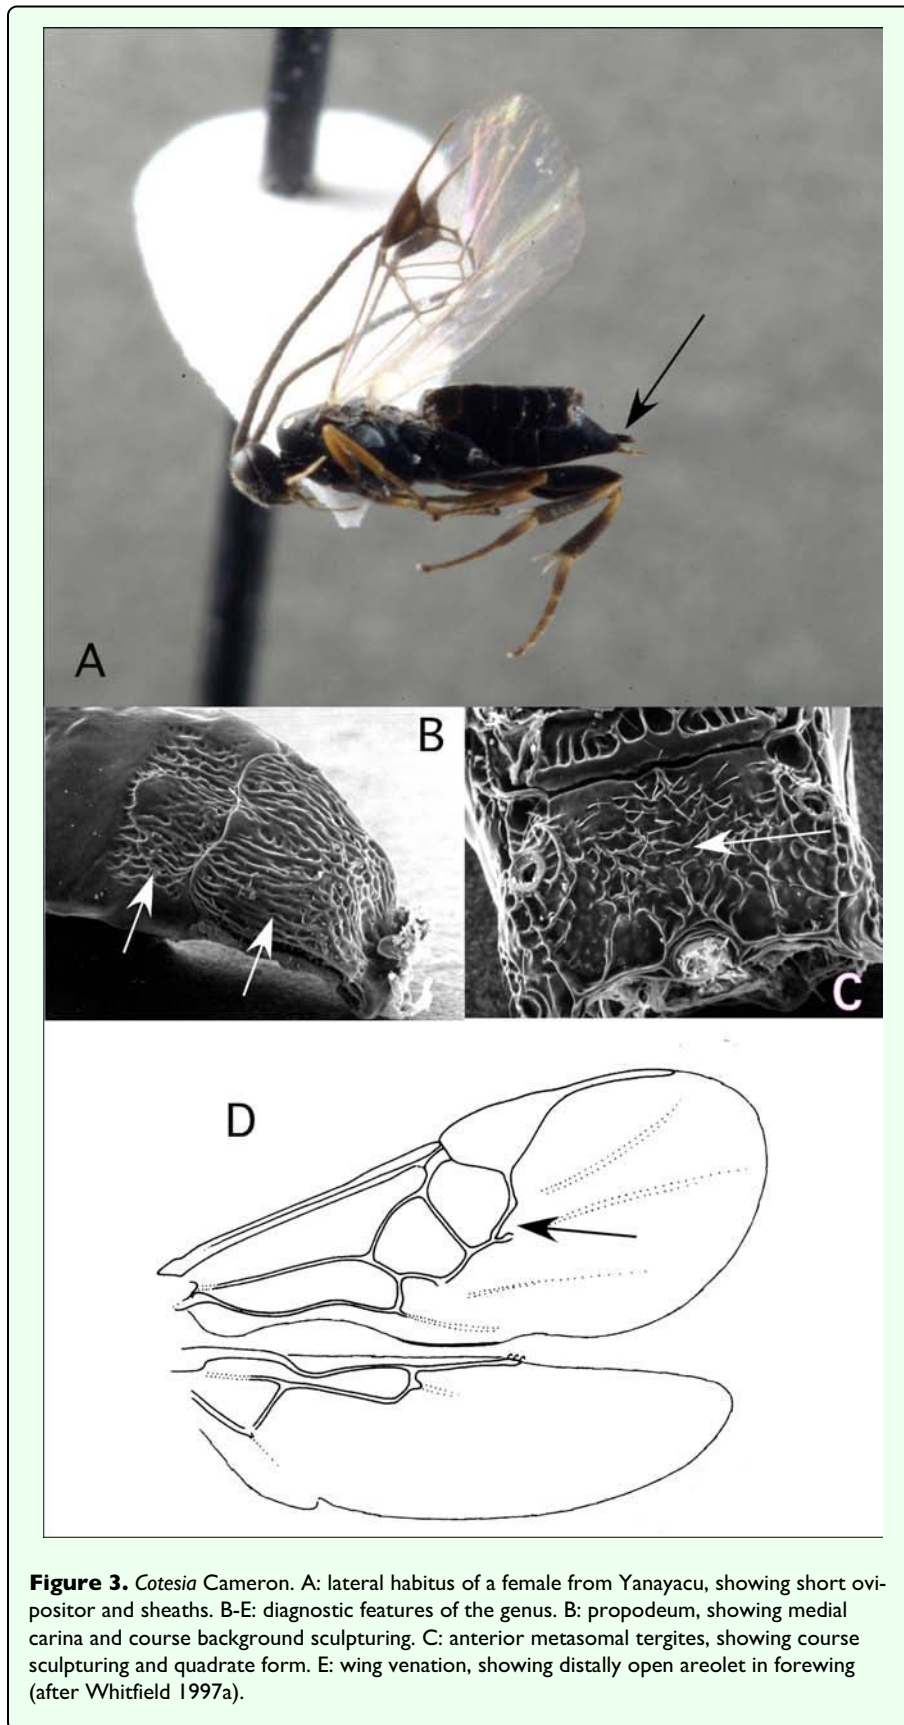 A
B
C
D
Figure 3. Cotesia Cameron. A: lateral habitus of a female from Yanayacu, showing short ovi-
positor and sheaths. B-E: diagnostic features of the genus. B: propodeum, showing medial
carina and course background sculpturing. C: anterior metasomal tergites, showing course
sculpturing and quadrate form. E: wing venation, showing distally open areolet in forewing
(after Whitfield 1997a).